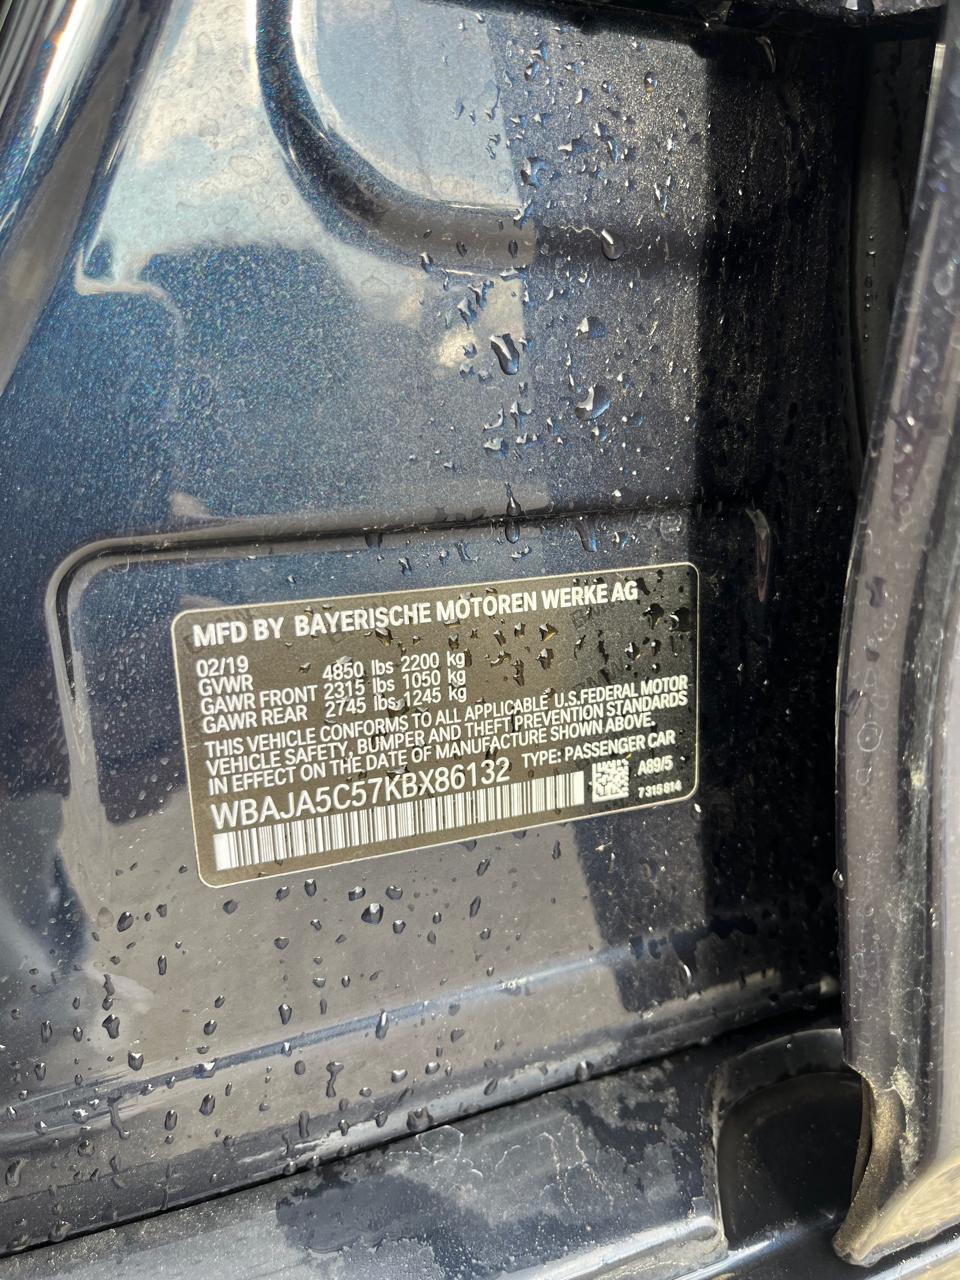 MFD BY BAYERISCHE MOTOREN WERKE AG
02/19
GVWR 4850 lbs 2200 kg
GAWR FRONT 2315 lbs 1050 kg
GAWR REAR 2745 lbs 1245 kg
THIS VEHICLE CONFORMS TO ALL APPLICABLE U.S.FEDERAL MOTOR
VEHICLE SAFETY, BUMPER AND THEFT PREVENTION STANDARDS
IN EFFECT ON THE DATE OF MANUFACTURE SHOWN ABOVE.
WBAJA5C57KBX86132 TYPE: PASSENGER CAR
A89/5
7315814